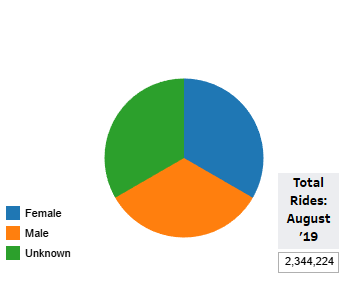 Female
Male
Unknown
Total
Rides:
August
'19
2,344,224